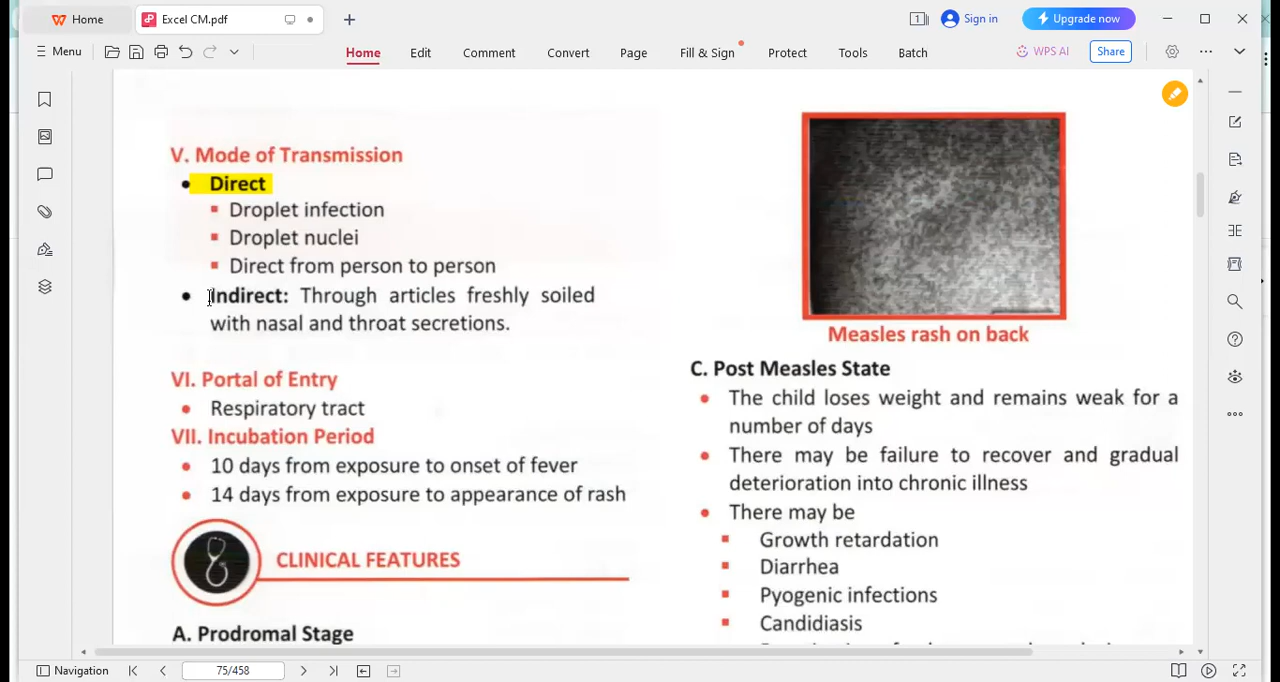 Home
Excel CM.pdf
Sign in
Upgrade now
Menu
Home
Edit
Comment
Convert
Page
Fill & Sign
Protect
Tools
Batch
WPS AI
Share
V. Mode of Transmission
• Direct
Droplet infection
Droplet nuclei
Direct from person to person
• Indirect: Through articles freshly soiled
with nasal and throat secretions.
VI. Portal of Entry
• Respiratory tract
VII. Incubation Period
• 10 days from exposure to onset of fever
• 14 days from exposure to appearance of rash
CLINICAL FEATURES
A. Prodromal Stage
Measles rash on back
C. Post Measles State
• The child loses weight and remains weak for a
number of days
• There may be failure to recover and gradual
deterioration into chronic illness
• There may be
Growth retardation
Diarrhea
Pyogenic infections
Candidiasis
Navigation
75/458